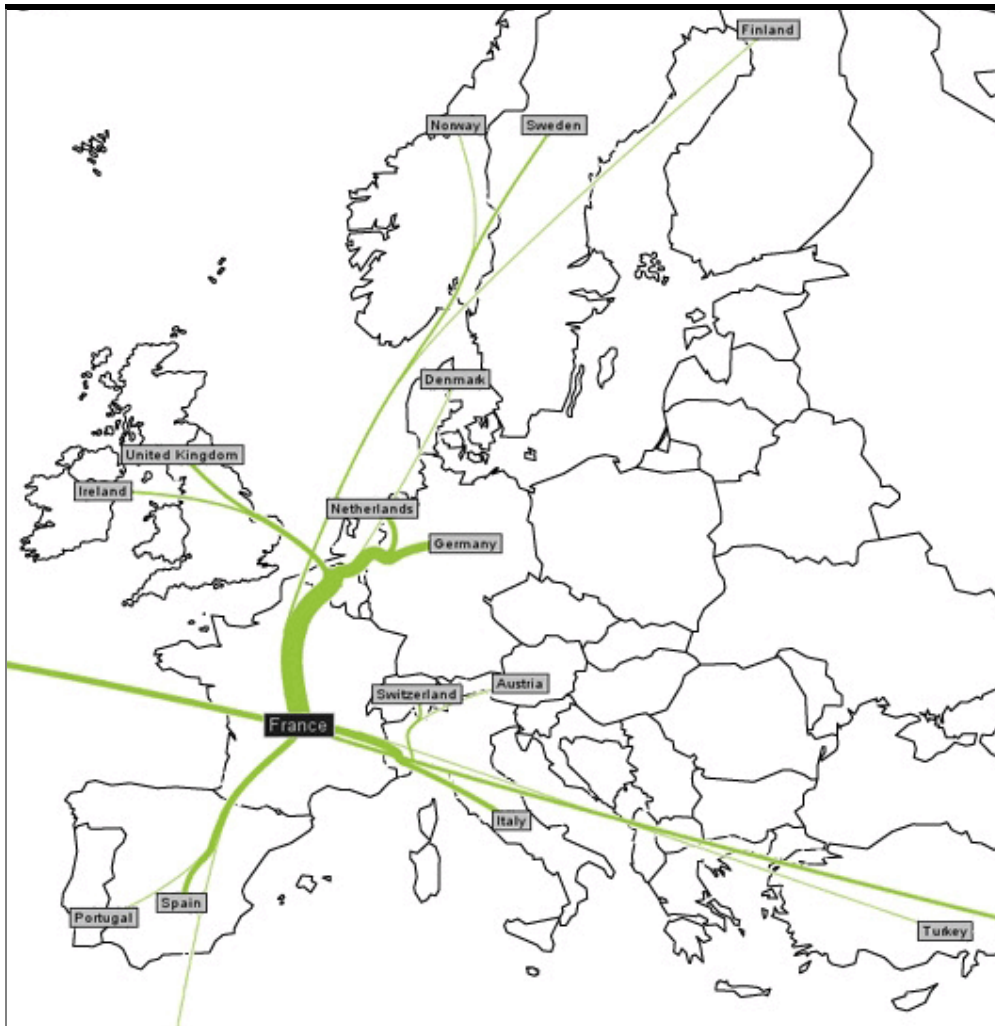 Finland
Norway
Sweden
Denmark
United Kingdom
Ireland
Netherlands
Germany
Austria
Switzerland
France
Italy
Spain
Portugal
Turkey